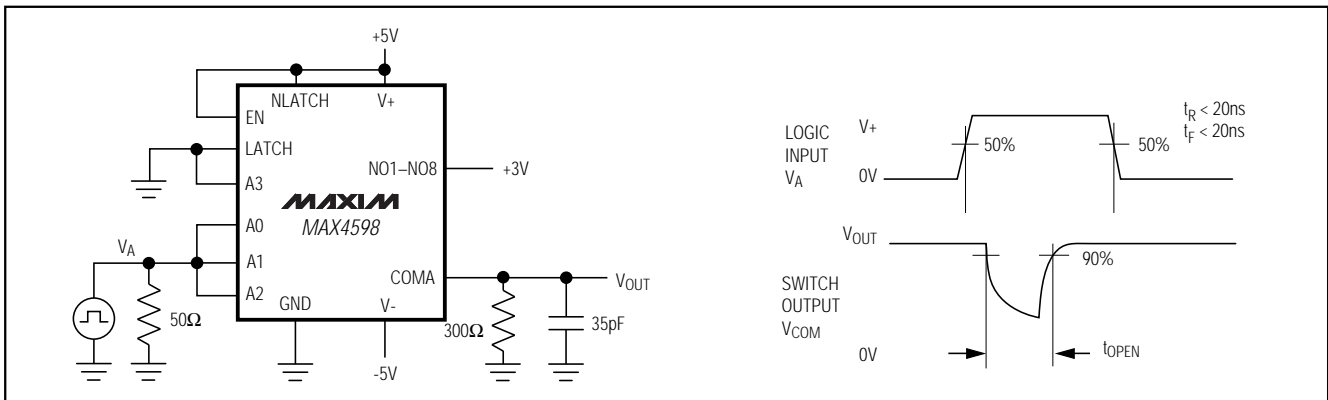 +5V
NLATCH
V+
EN
LATCH
NO1–NO8
+3V
A3
MAXIM
MAX4598
A0
VA
A1
COMA
VOUT
A2
GND
V-
50Ω
300Ω
35pF
-5V
LOGIC
INPUT
VA
V+
50%
50%
tR < 20ns
tF < 20ns
0V
VOUT
90%
SWITCH
OUTPUT
VCOM
0V
tOPEN